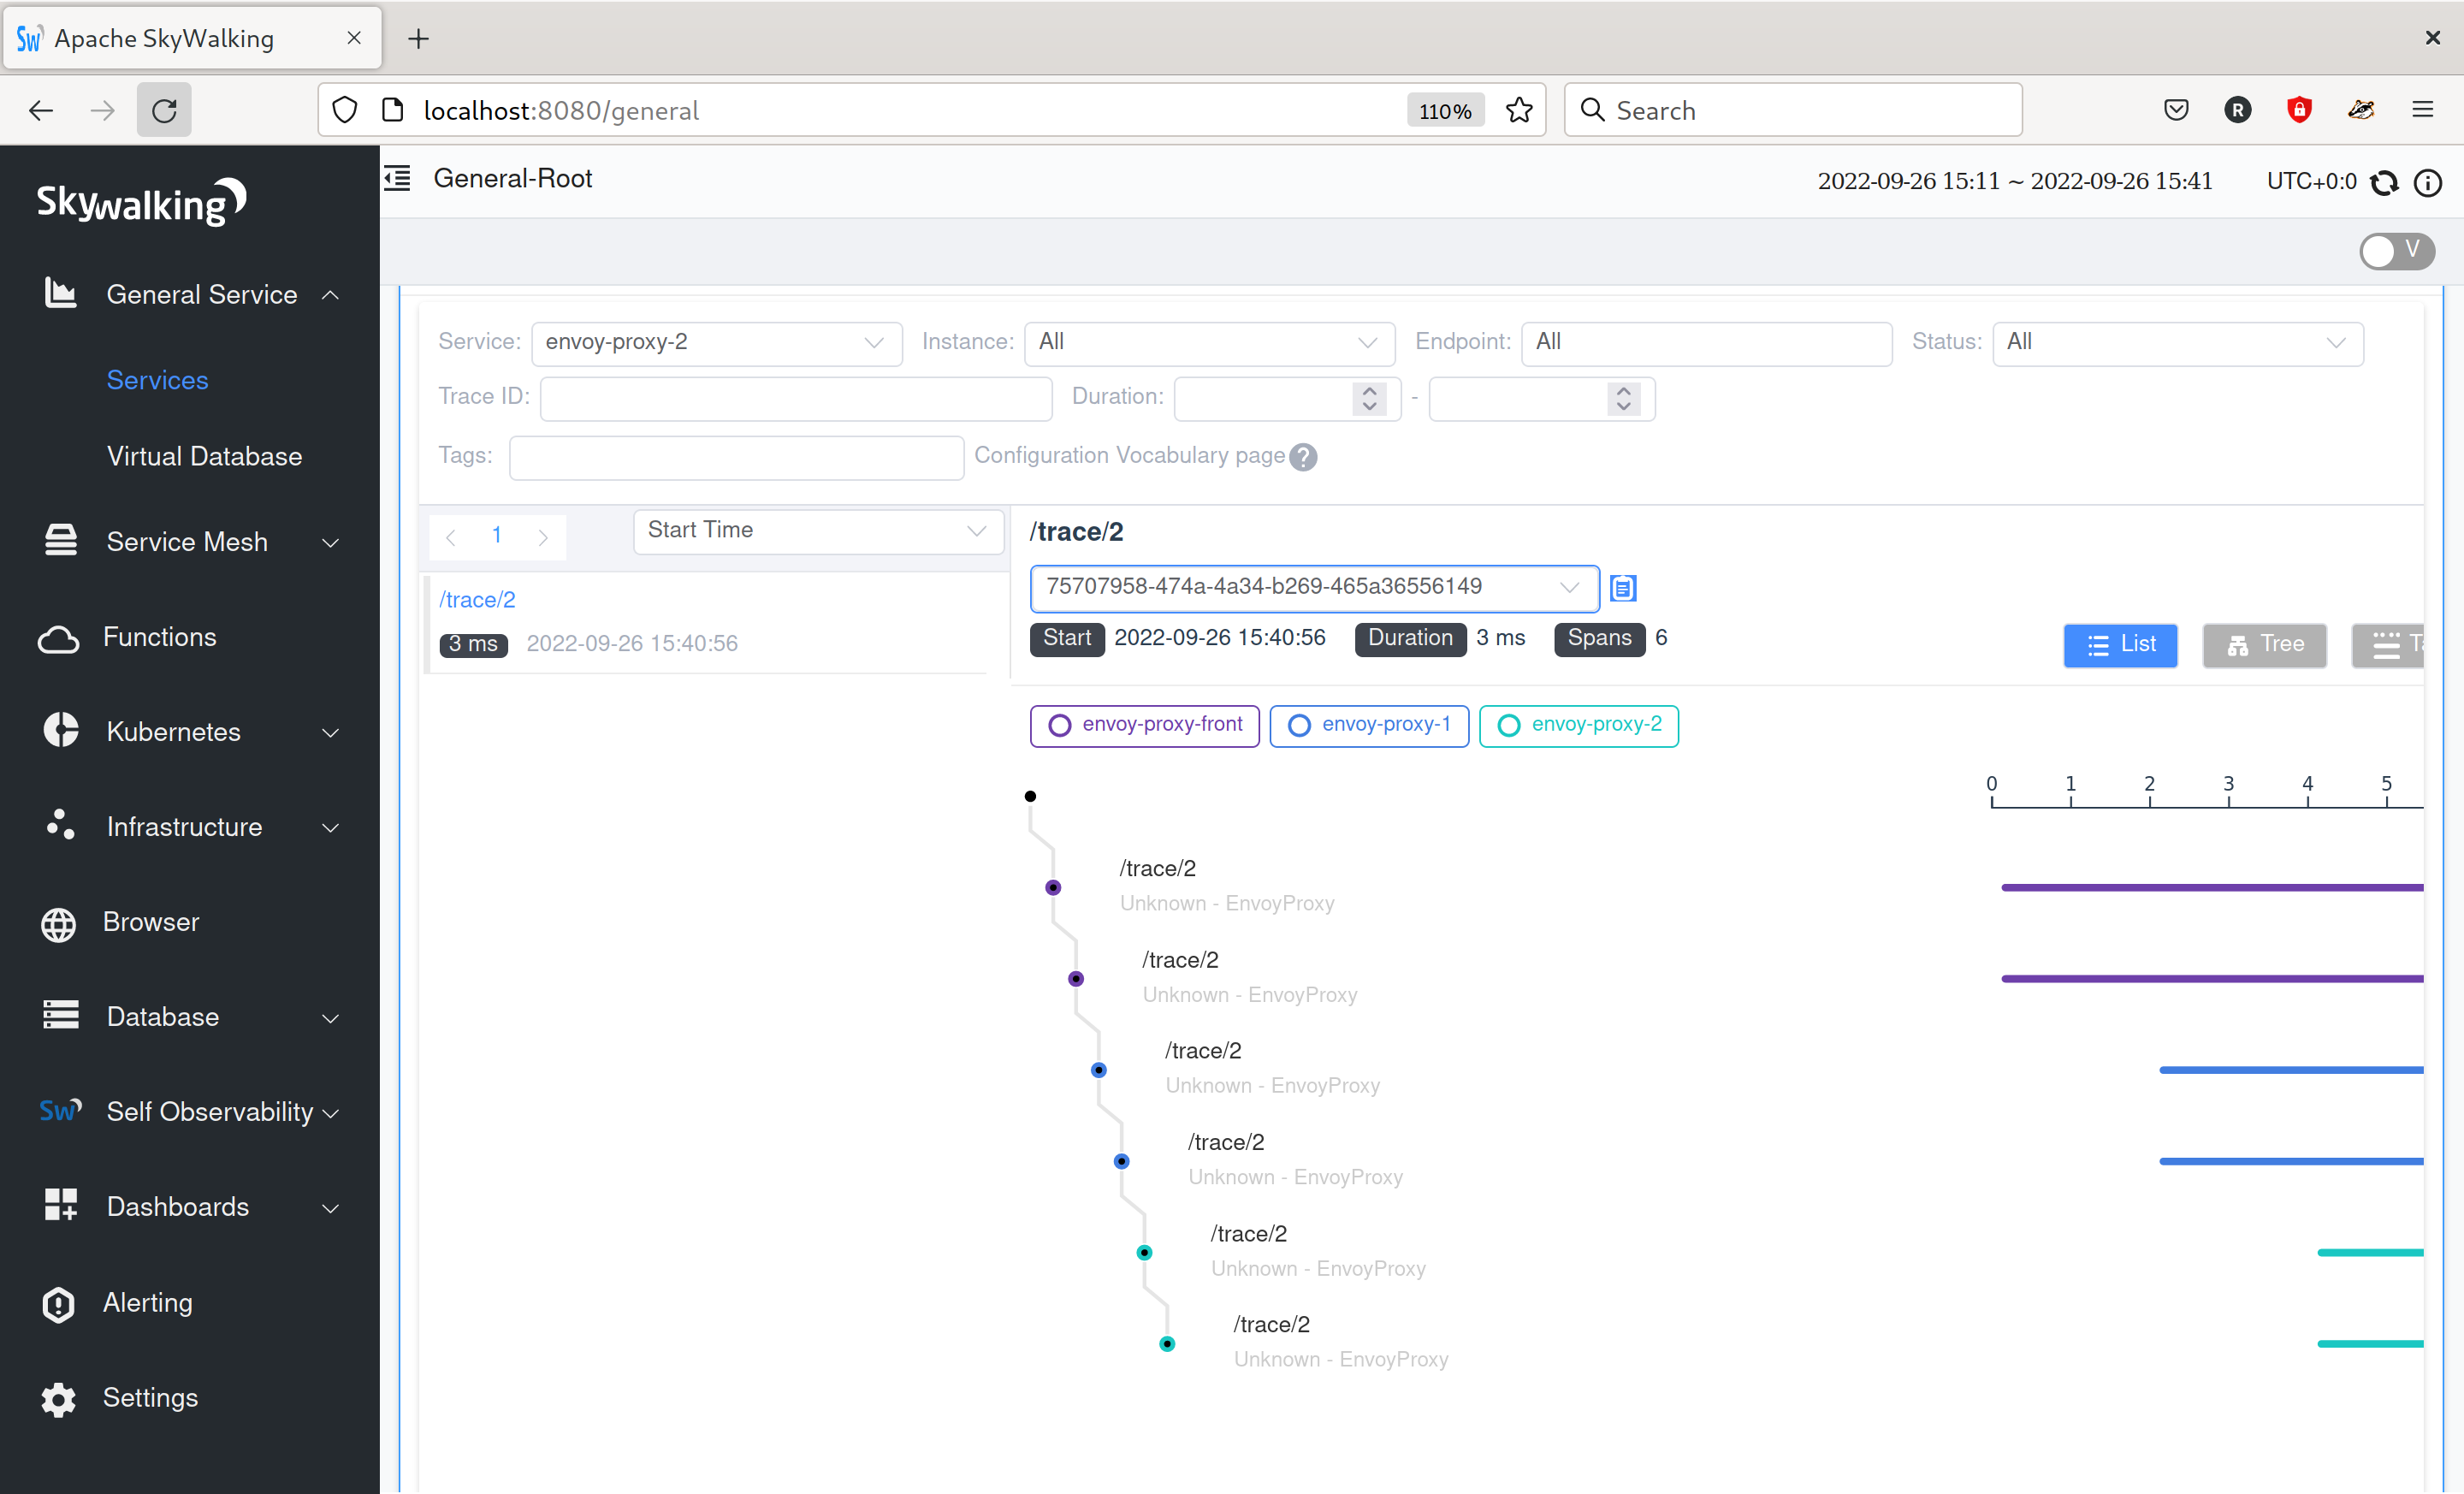 Sw Apache SkyWalking
localhost:8080/general 110% Search R
Skywalking General-Root 2022-09-26 15:11 ~ 2022-09-26 15:41 UTC+0:0
V
General Service
Services
Virtual Database
Service Mesh
Functions
Kubernetes
Infrastructure
Browser
Database
Sw Self Observability
Dashboards
Alerting
Settings
Service: envoy-proxy-2 Instance: All Endpoint: All Status: All
Trace ID: Duration: -
Tags: Configuration Vocabulary page ?
1 Start Time
/trace/2
3 ms 2022-09-26 15:40:56
/trace/2
75707958-474a-4a34-b269-465a36556149
Start 2022-09-26 15:40:56 Duration 3 ms Spans 6 List Tree
envoy-proxy-front envoy-proxy-1 envoy-proxy-2
0 1 2 3 4 5
/trace/2
Unknown - EnvoyProxy
/trace/2
Unknown - EnvoyProxy
/trace/2
Unknown - EnvoyProxy
/trace/2
Unknown - EnvoyProxy
/trace/2
Unknown - EnvoyProxy
/trace/2
Unknown - EnvoyProxy